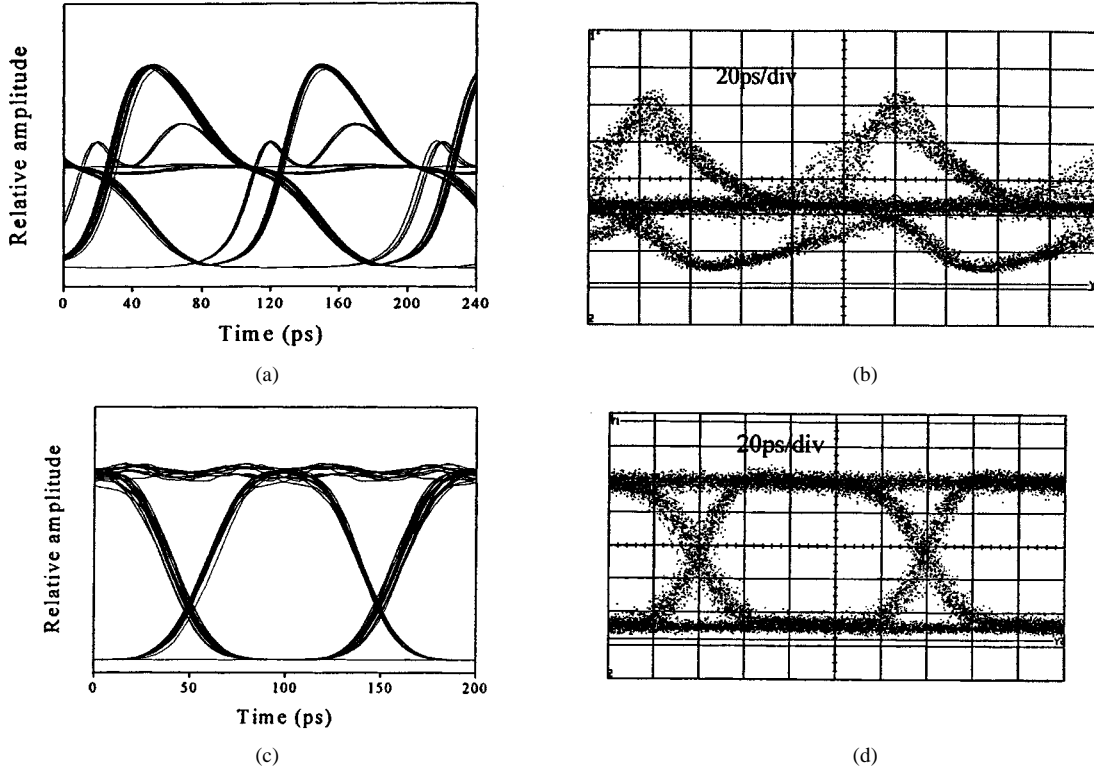 Relative amplitude
0 40 80 120 160 200 240
Time (ps)
(a)
20ps/div
(b)
Relative amplitude
0 50 100 150 200
Time (ps)
(c)
20ps/div
(d)